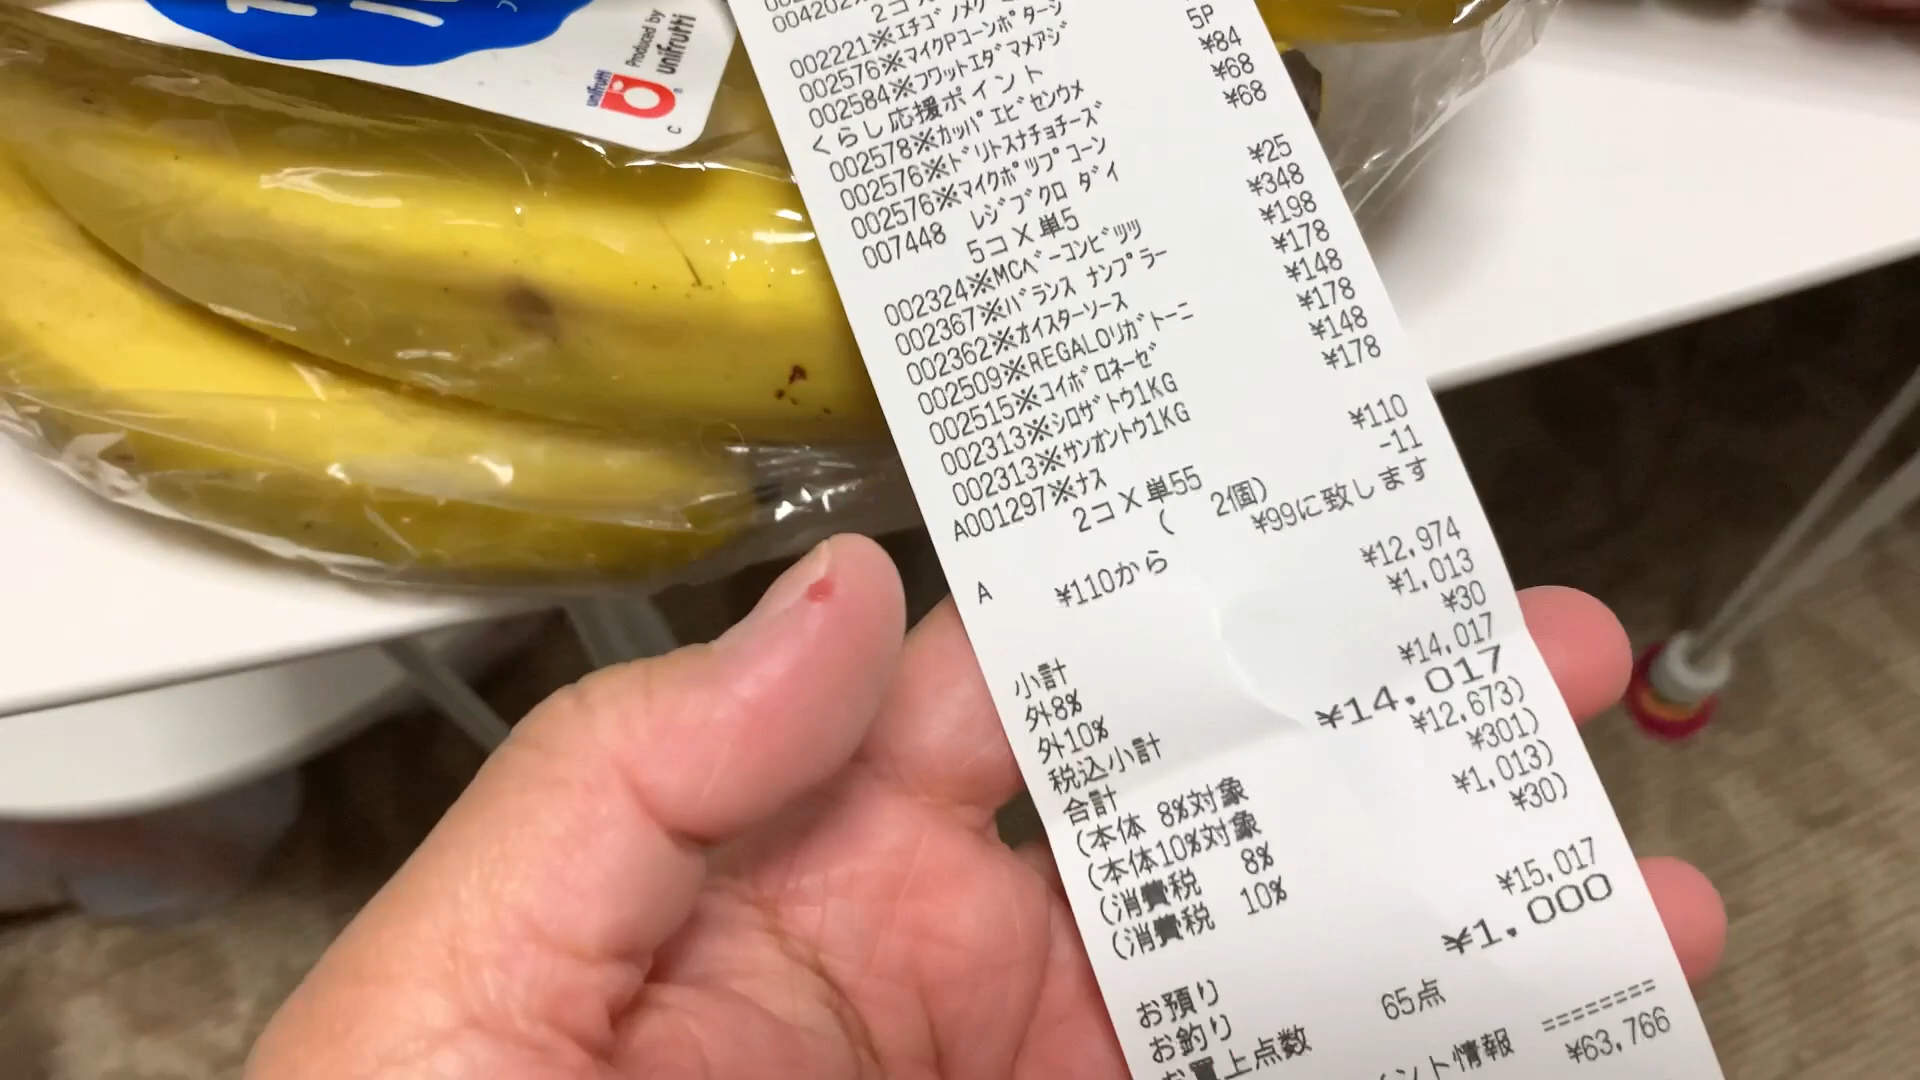 Produced by
unifrutti
unifrutti
004202
2コ
002221※エチゴノメグ
002576※マイクPコーンポタージ
002584※フワットエダマメアジ
くらし応援ポイント 5P
002578※カッパエビセンウメ ¥84
002576※ドリトスナチョチーズ ¥68
002576※マイクポップコーン ¥68
007448 レジブクロ ダイ
5コ×単5 ¥25
002324※MCベーコンビッツ ¥348
002367※バランス ナンプラー ¥198
002362※オイスターソース ¥178
002509※REGALOリガトーニ ¥148
002515※コイボロネーゼ ¥178
002313※シロザトウ1KG ¥148
002313※サンオントウ1KG ¥178
A001297※ナス
2コ×単55 ¥110
( 2個) -11
A ¥110から ¥99に致します
小計 ¥12,974
外8% ¥1,013
外10% ¥30
税込小計 ¥14,017
合計 ¥14,017
(本体 8%対象 ¥12,673)
(本体10%対象 ¥301)
(消費税 8% ¥1,013)
(消費税 10% ¥30)
お預り ¥15,017
お釣り ¥1,000
お買上点数 65点
ント情報 =======
¥63,766